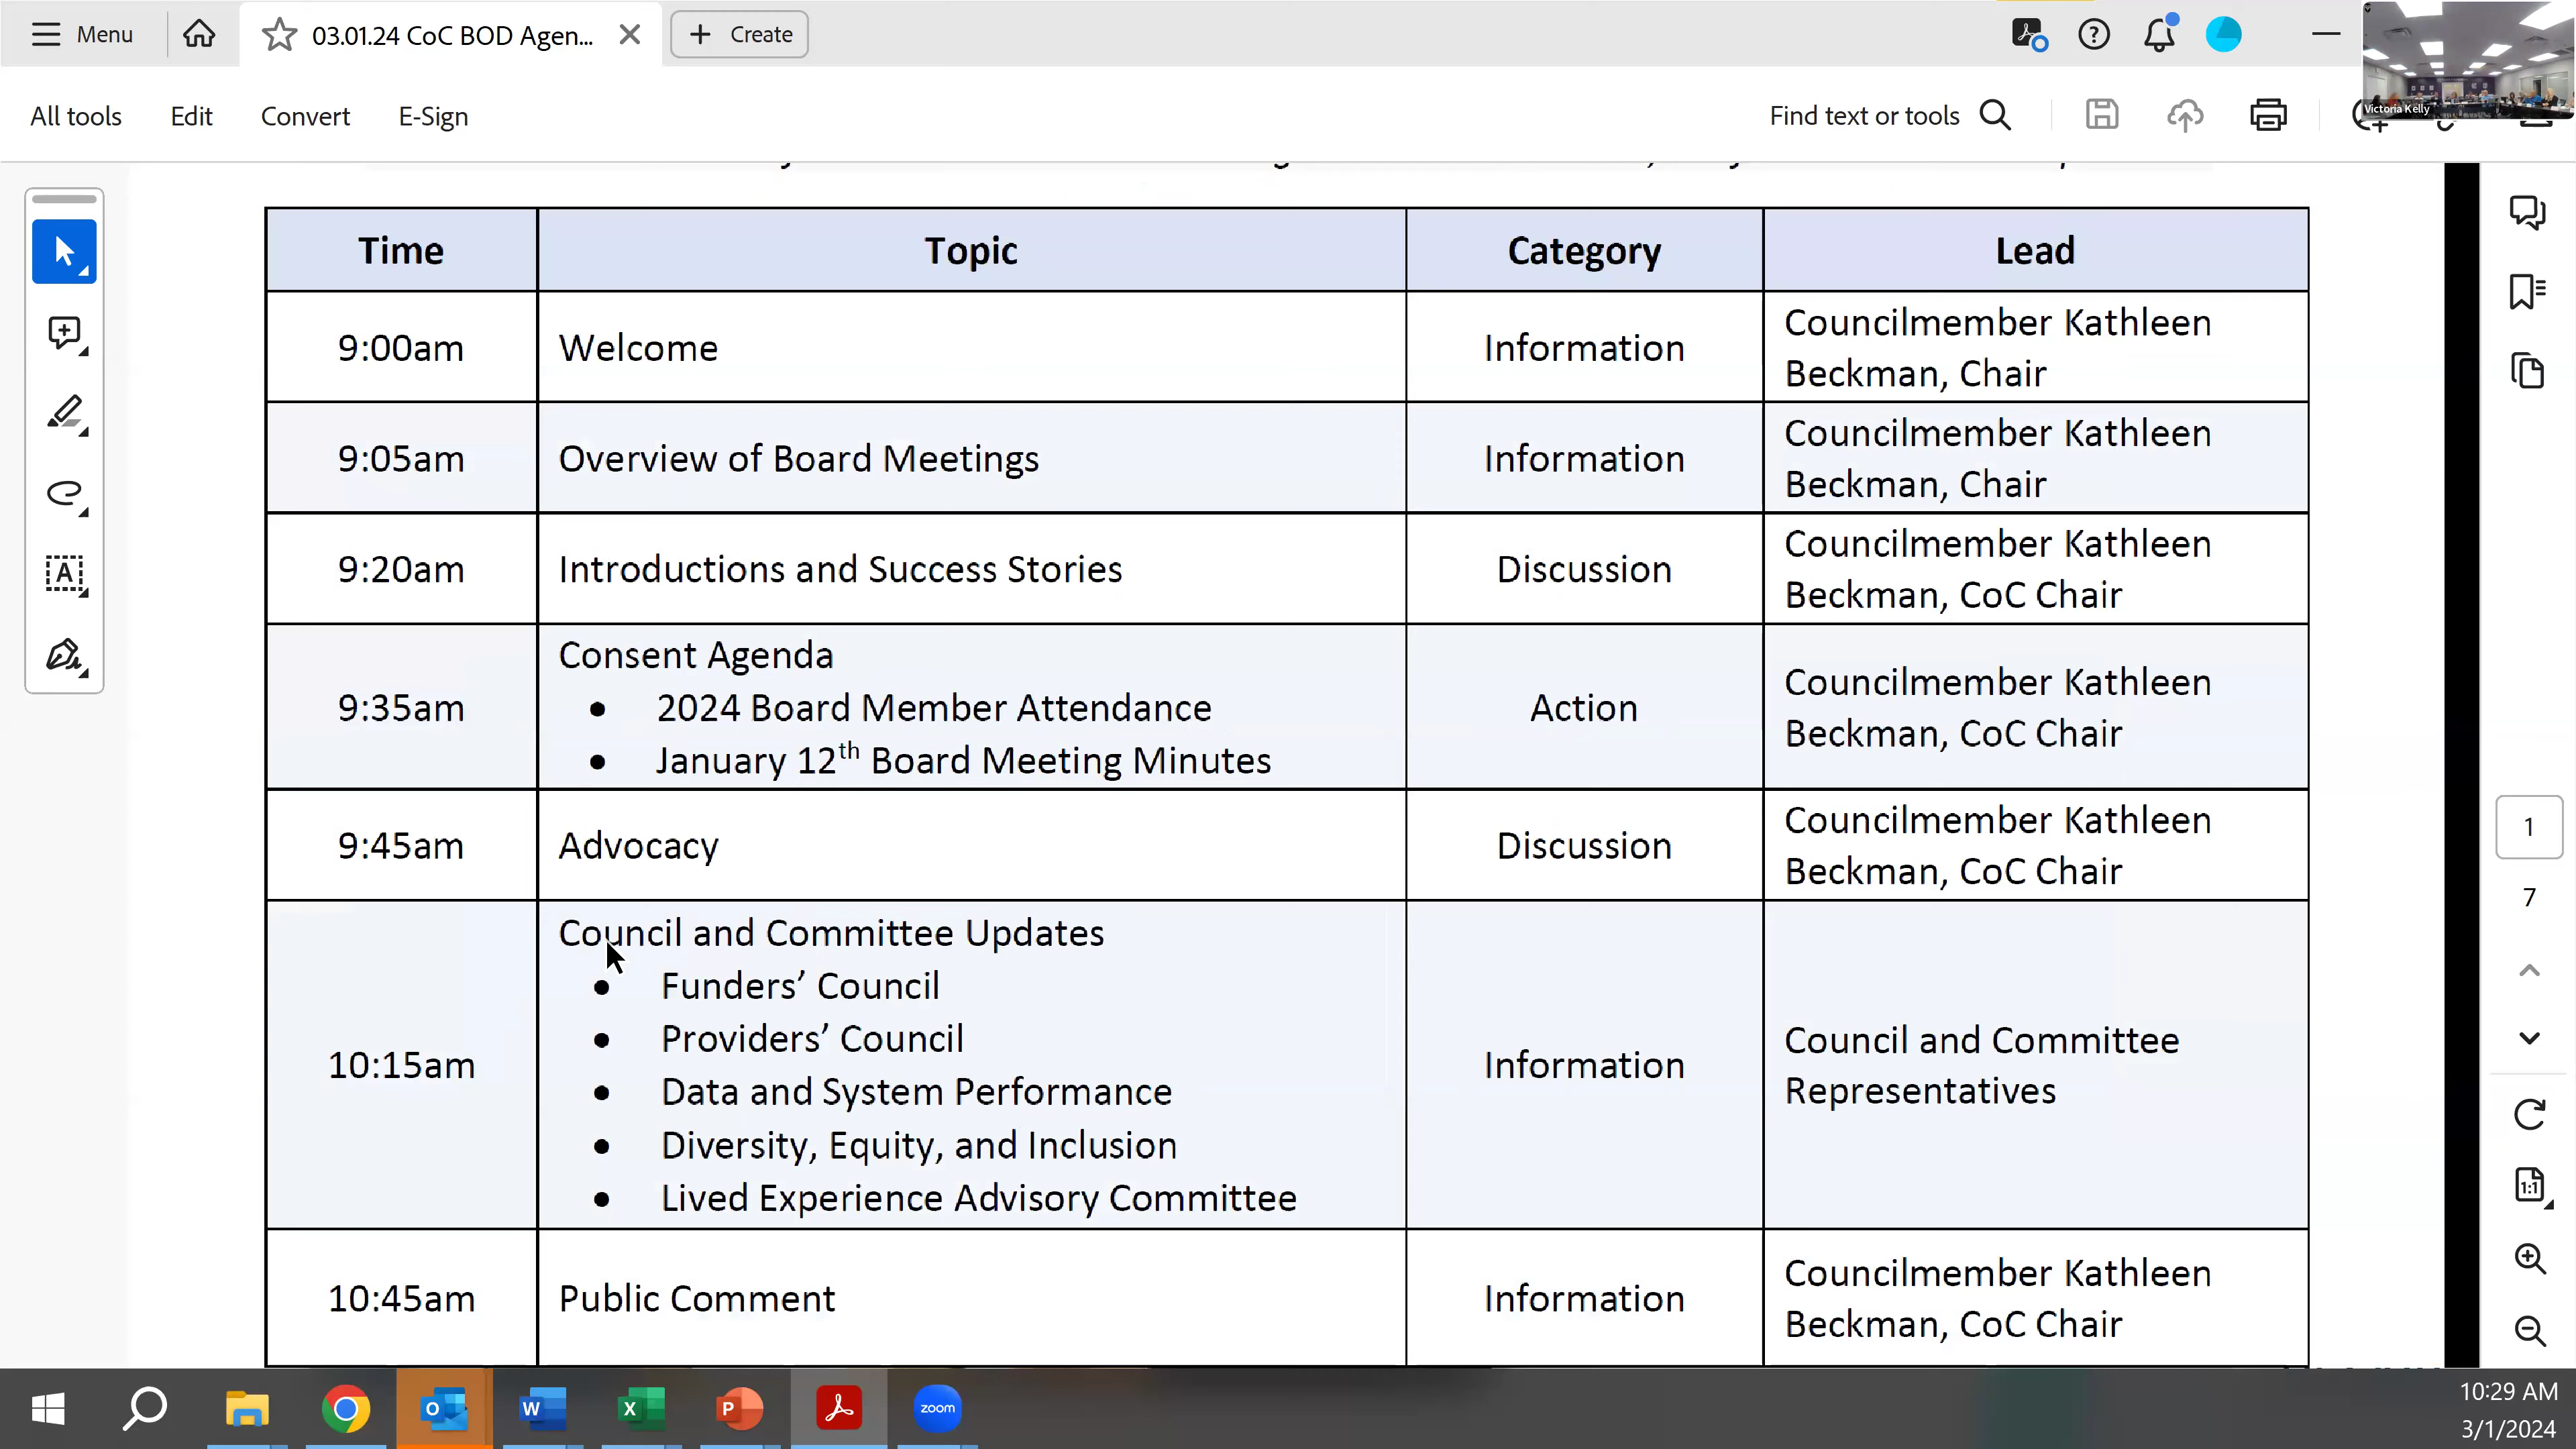 Menu
03.01.24 CoC BOD Agen...
Create
All tools
Edit
Convert
E-Sign
Find text or tools
Victoria Kelly
Time Topic Category Lead
9:00am Welcome Information Councilmember Kathleen
Beckman, Chair
9:05am Overview of Board Meetings Information Councilmember Kathleen
Beckman, Chair
9:20am Introductions and Success Stories Discussion Councilmember Kathleen
Beckman, CoC Chair
9:35am Consent Agenda
• 2024 Board Member Attendance
• January 12th Board Meeting Minutes
Action
Councilmember Kathleen
Beckman, CoC Chair
9:45am Advocacy Discussion Councilmember Kathleen
Beckman, CoC Chair
10:15am Council and Committee Updates
• Funders’ Council
• Providers’ Council
• Data and System Performance
• Diversity, Equity, and Inclusion
• Lived Experience Advisory Committee
Information
Council and Committee
Representatives
10:45am Public Comment Information Councilmember Kathleen
Beckman, CoC Chair
1
7
1:1
zoom
10:29 AM
3/1/2024